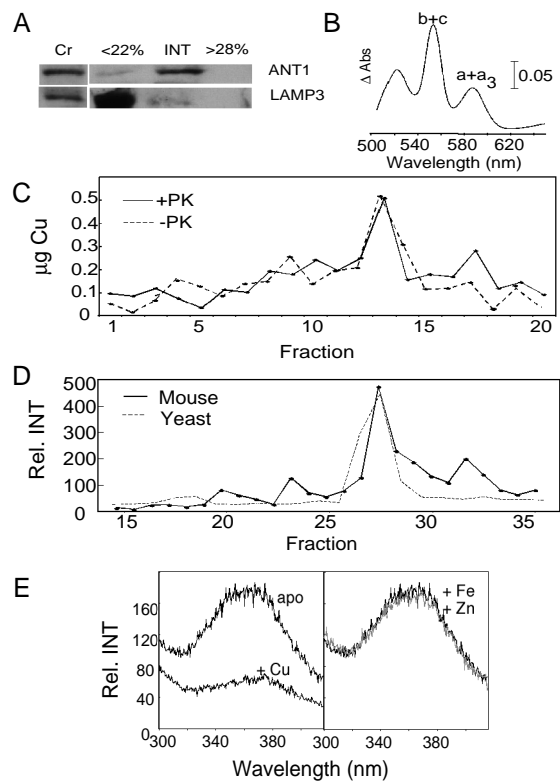 A
Cr <22% INT >28%
ANT1
LAMP3
B
b+c
a+a3
0.05
Δ Abs
500 540 580 620
Wavelength (nm)
C
+PK
-PK
µg Cu
0.5
0.4
0.3
0.2
0.1
0
1 5 10 15 20
Fraction
D
Mouse
Yeast
Rel. INT
500
400
300
200
100
0
15 20 25 30 35
Fraction
E
apo
+ Cu
+ Fe
+ Zn
Rel. INT
160
120
80
40
0
300 340 380 300 340 380
Wavelength (nm)